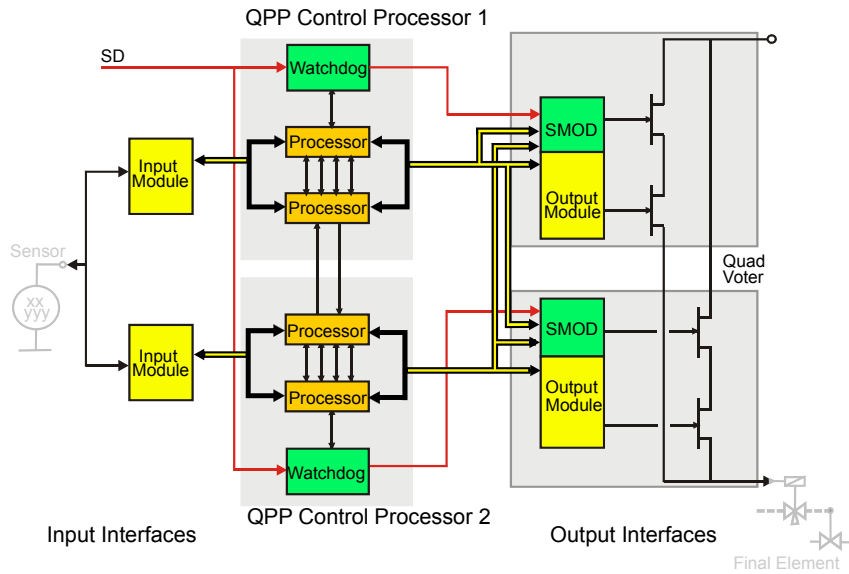 QPP Control Processor 1
SD
Watchdog
Processor
SMOD
Input
Module
Processor
Output
Module
Sensor
xx
yyy
Quad
Voter
Processor
SMOD
Input
Module
Processor
Output
Module
Watchdog
QPP Control Processor 2
Input Interfaces
Output Interfaces
Final Element